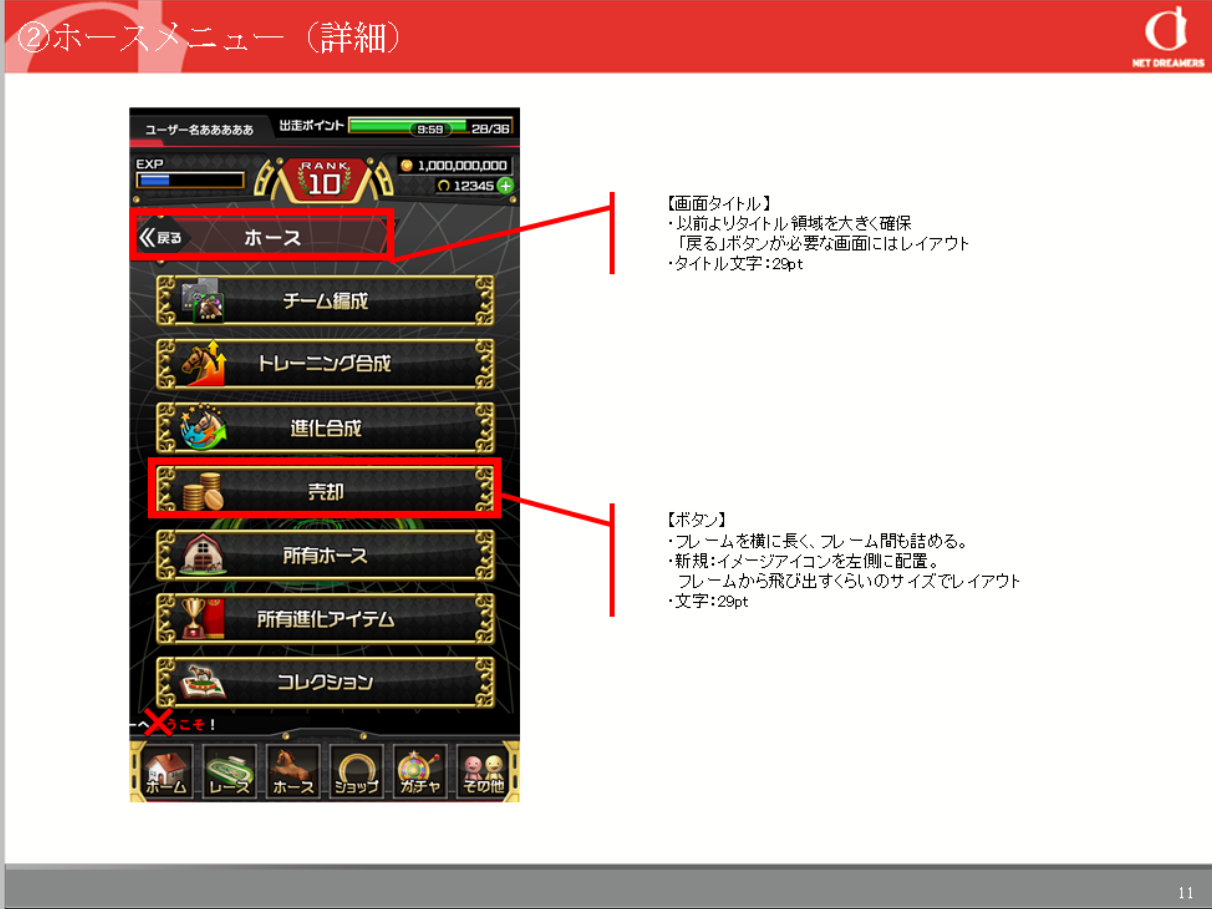 ②ホースメニュー（詳細）
NET DREAMERS
ユーザー名あああああ
出走ポイント
9:59
28/36
EXP
RANK
10
1,000,000,000
12345
戻る
ホース
チーム編成
トレーニング合成
進化合成
売却
所有ホース
所有進化アイテム
コレクション
ーへ
うこそ！
ホーム
レース
ホース
ショップ
ガチャ
その他
【画面タイトル】
・以前よりタイトル領域を大きく確保
「戻る」ボタンが必要な画面にはレイアウト
・タイトル文字：29pt
【ボタン】
・フレームを横に長く、フレーム間も詰める。
・新規：イメージアイコンを左側に配置。
フレームから飛び出すくらいのサイズでレイアウト
・文字：29pt
11